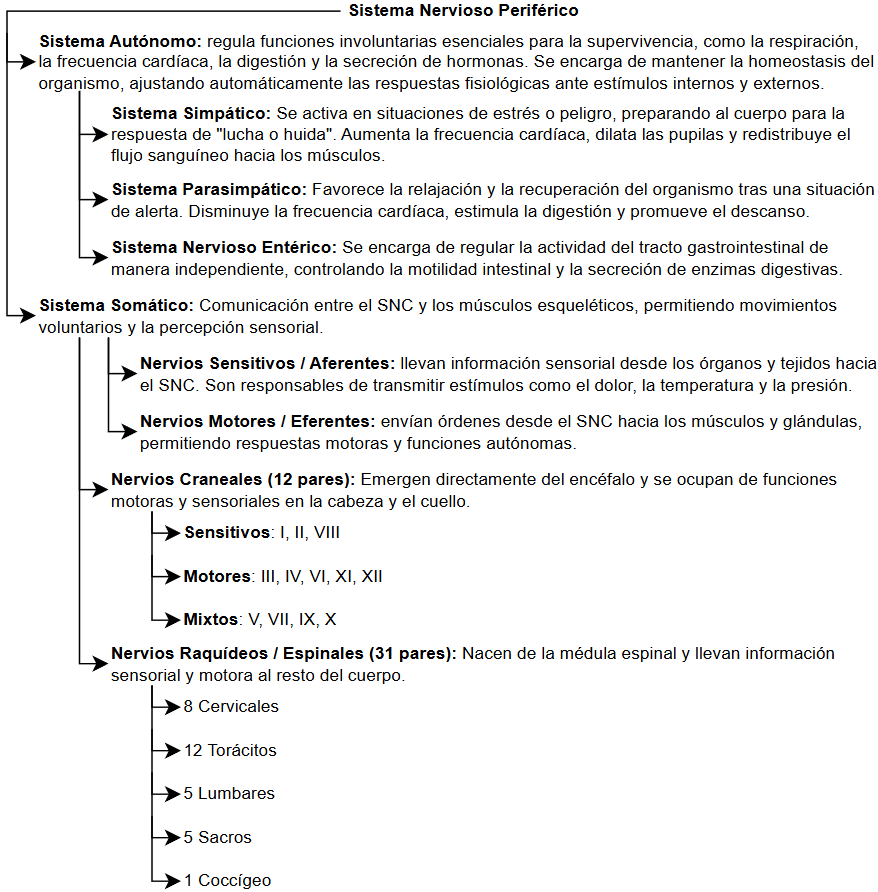 Sistema Nervioso Periférico
Sistema Autónomo: regula funciones involuntarias esenciales para la supervivencia, como la respiración,
la frecuencia cardíaca, la digestión y la secreción de hormonas. Se encarga de mantener la homeostasis del
organismo, ajustando automáticamente las respuestas fisiológicas ante estímulos internos y externos.
Sistema Simpático: Se activa en situaciones de estrés o peligro, preparando al cuerpo para la
respuesta de "lucha o huida". Aumenta la frecuencia cardíaca, dilata las pupilas y redistribuye el
flujo sanguíneo hacia los músculos.
Sistema Parasimpático: Favorece la relajación y la recuperación del organismo tras una situación
de alerta. Disminuye la frecuencia cardíaca, estimula la digestión y promueve el descanso.
Sistema Nervioso Entérico: Se encarga de regular la actividad del tracto gastrointestinal de
manera independiente, controlando la motilidad intestinal y la secreción de enzimas digestivas.
Sistema Somático: Comunicación entre el SNC y los músculos esqueléticos, permitiendo movimientos
voluntarios y la percepción sensorial.
Nervios Sensitivos / Aferentes: llevan información sensorial desde los órganos y tejidos hacia
el SNC. Son responsables de transmitir estímulos como el dolor, la temperatura y la presión.
Nervios Motores / Eferentes: envían órdenes desde el SNC hacia los músculos y glándulas,
permitiendo respuestas motoras y funciones autónomas.
Nervios Craneales (12 pares): Emergen directamente del encéfalo y se ocupan de funciones
motoras y sensoriales en la cabeza y el cuello.
Sensitivos: I, II, VIII
Motores: III, IV, VI, XI, XII
Mixtos: V, VII, IX, X
Nervios Raquídeos / Espinales (31 pares): Nacen de la médula espinal y llevan información
sensorial y motora al resto del cuerpo.
8 Cervicales
12 Torácitos
5 Lumbares
5 Sacros
1 Coccígeo